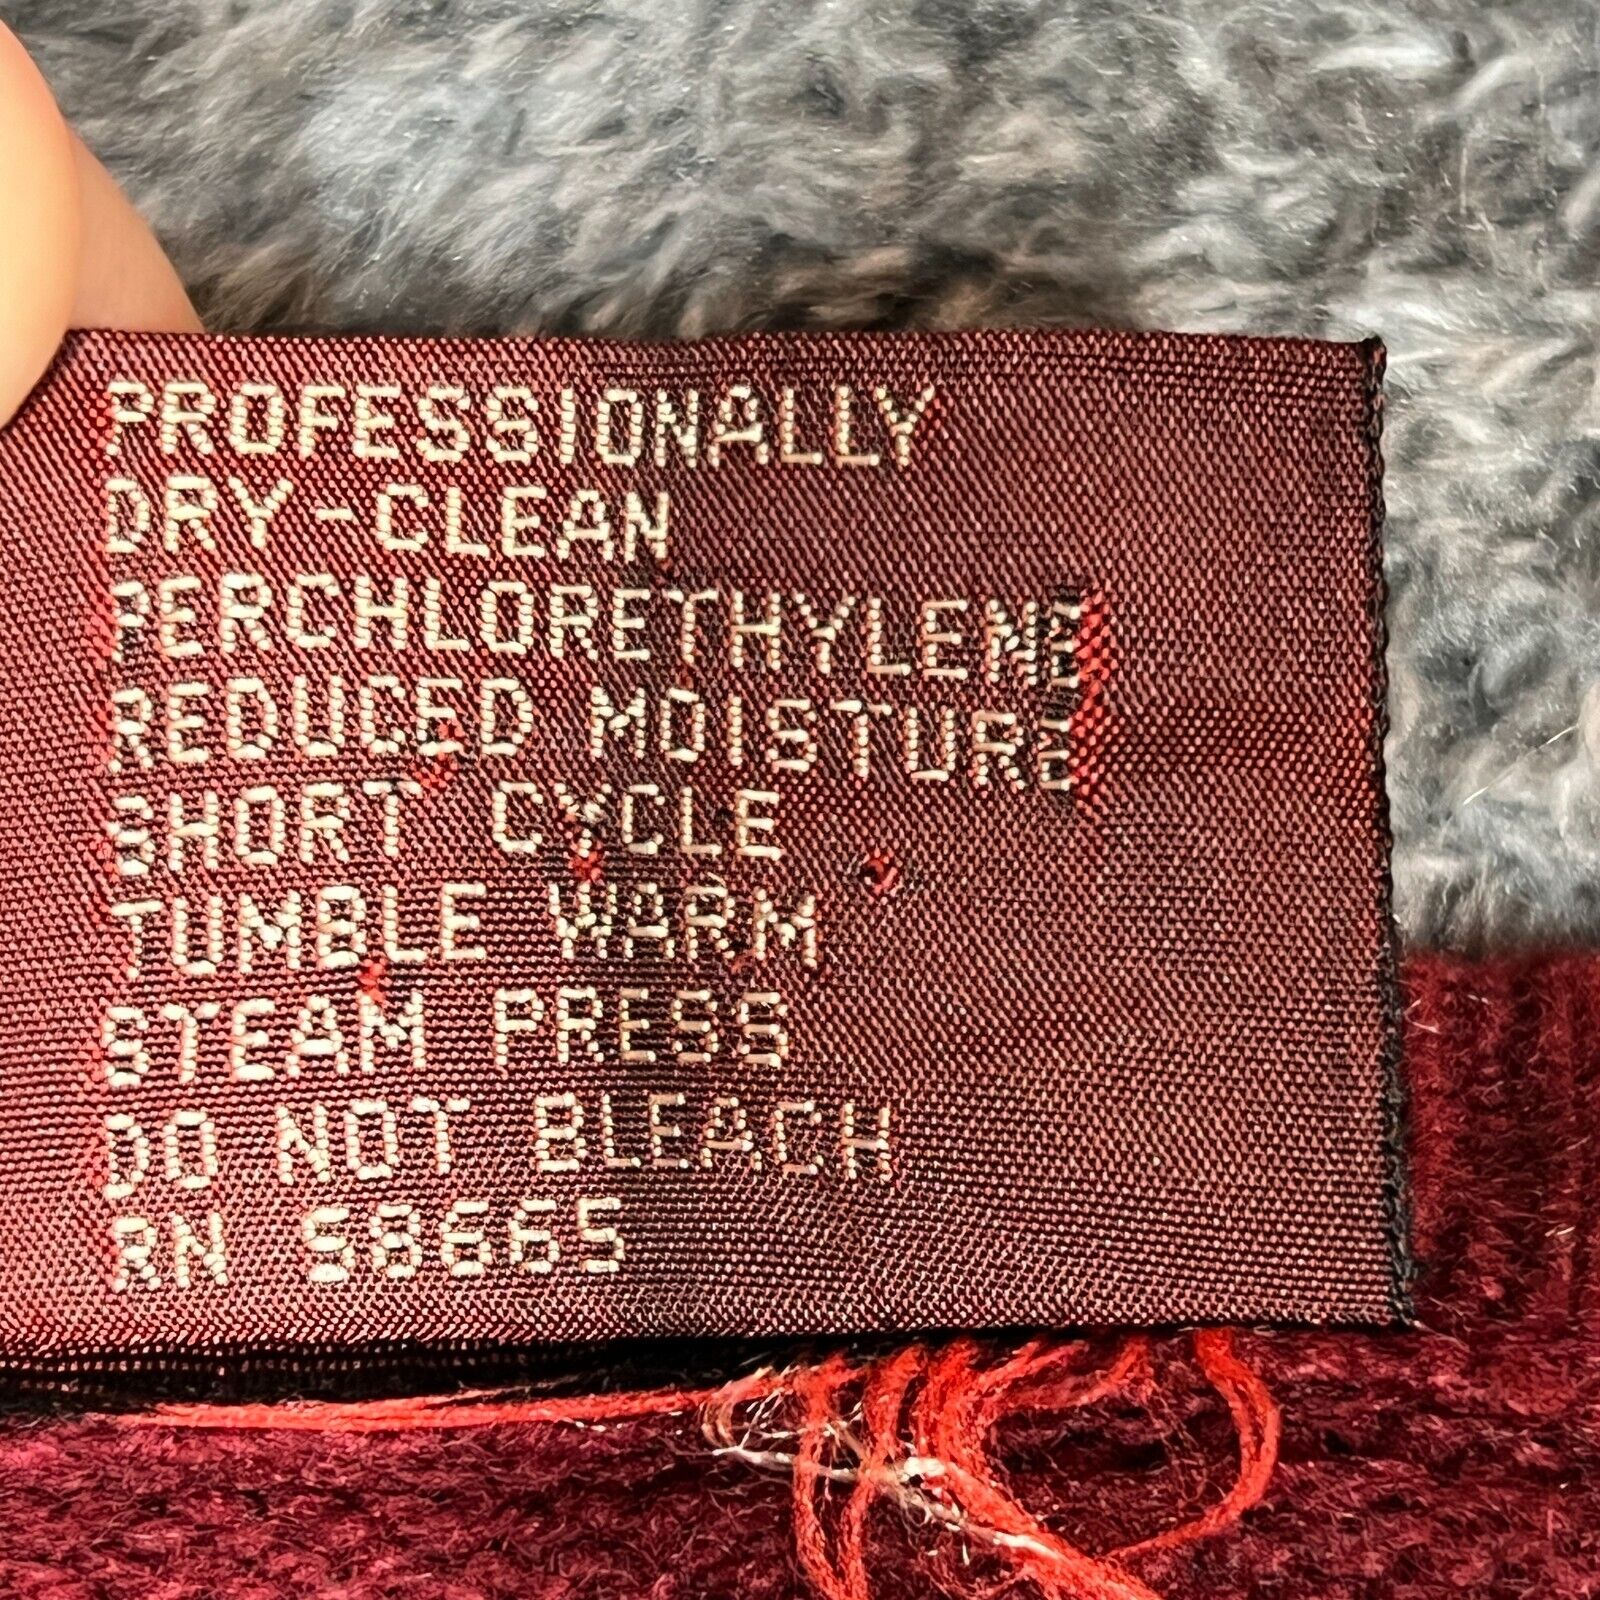 PROFESSIONALLY
DRY-CLEAN
PERCHLORETHYLENE
REDUCED MOISTURE
SHORT CYCLE
TUMBLE WARM
STEAM PRESS
DO NOT BLEACH
RN 58665